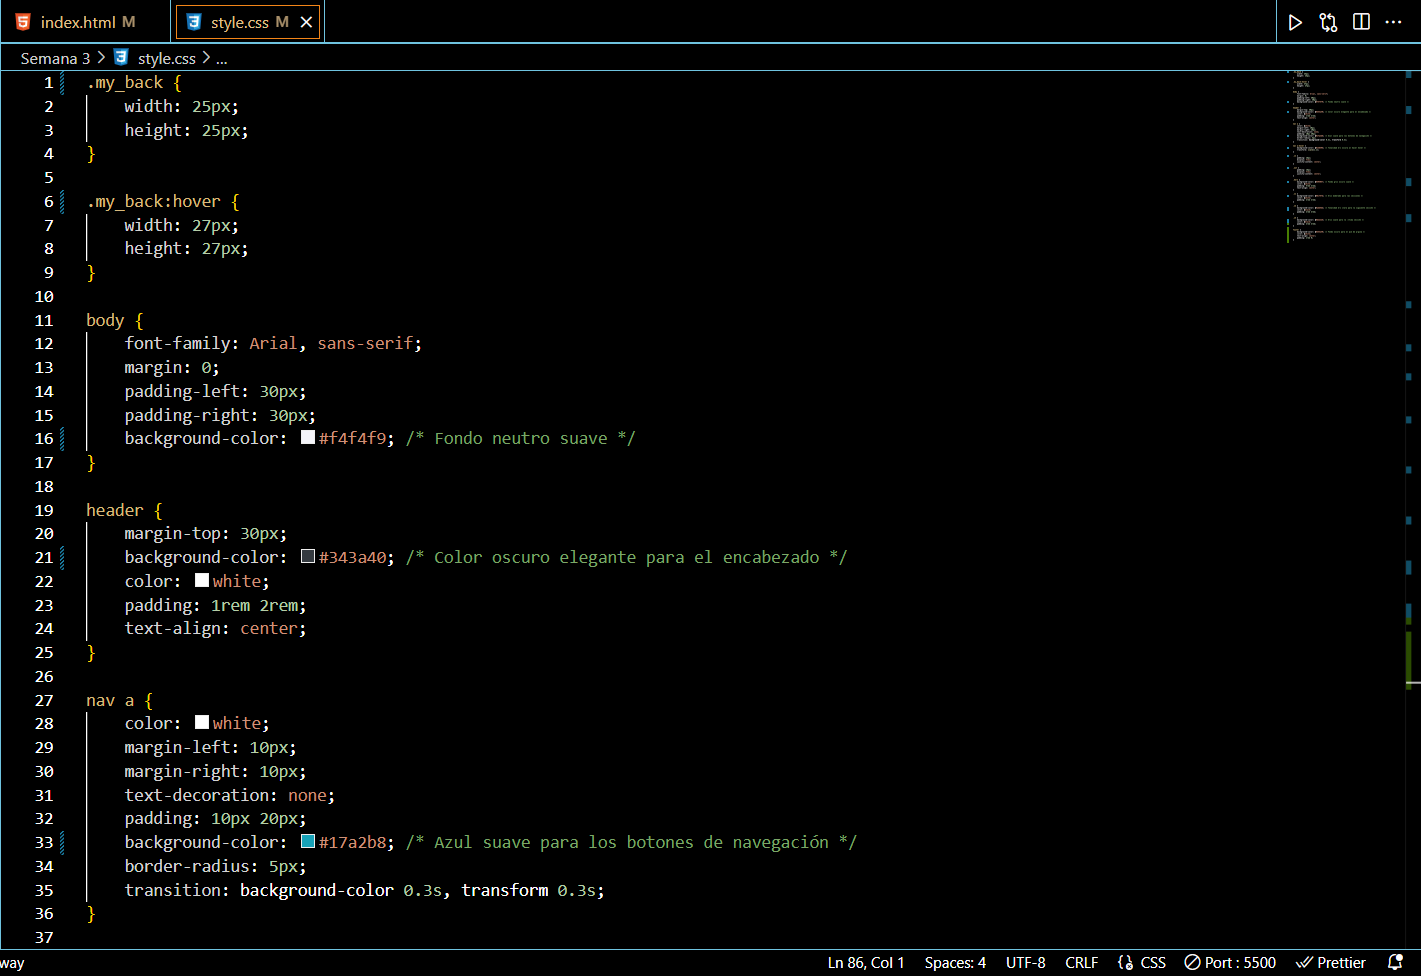 index.html M style.css M
Semana 3 > style.css > ...
1 .my_back {
2 width: 25px;
3 height: 25px;
4 }
5
6 .my_back:hover {
7 width: 27px;
8 height: 27px;
9 }
10
11 body {
12 font-family: Arial, sans-serif;
13 margin: 0;
14 padding-left: 30px;
15 padding-right: 30px;
16 background-color: #f4f4f9; /* Fondo neutro suave */
17 }
18
19 header {
20 margin-top: 30px;
21 background-color: #343a40; /* Color oscuro elegante para el encabezado */
22 color: white;
23 padding: 1rem 2rem;
24 text-align: center;
25 }
26
27 nav a {
28 color: white;
29 margin-left: 10px;
30 margin-right: 10px;
31 text-decoration: none;
32 padding: 10px 20px;
33 background-color: #17a2b8; /* Azul suave para los botones de navegación */
34 border-radius: 5px;
35 transition: background-color 0.3s, transform 0.3s;
36 }
37
way Ln 86, Col 1 Spaces: 4 UTF-8 CRLF CSS Port : 5500 Prettier